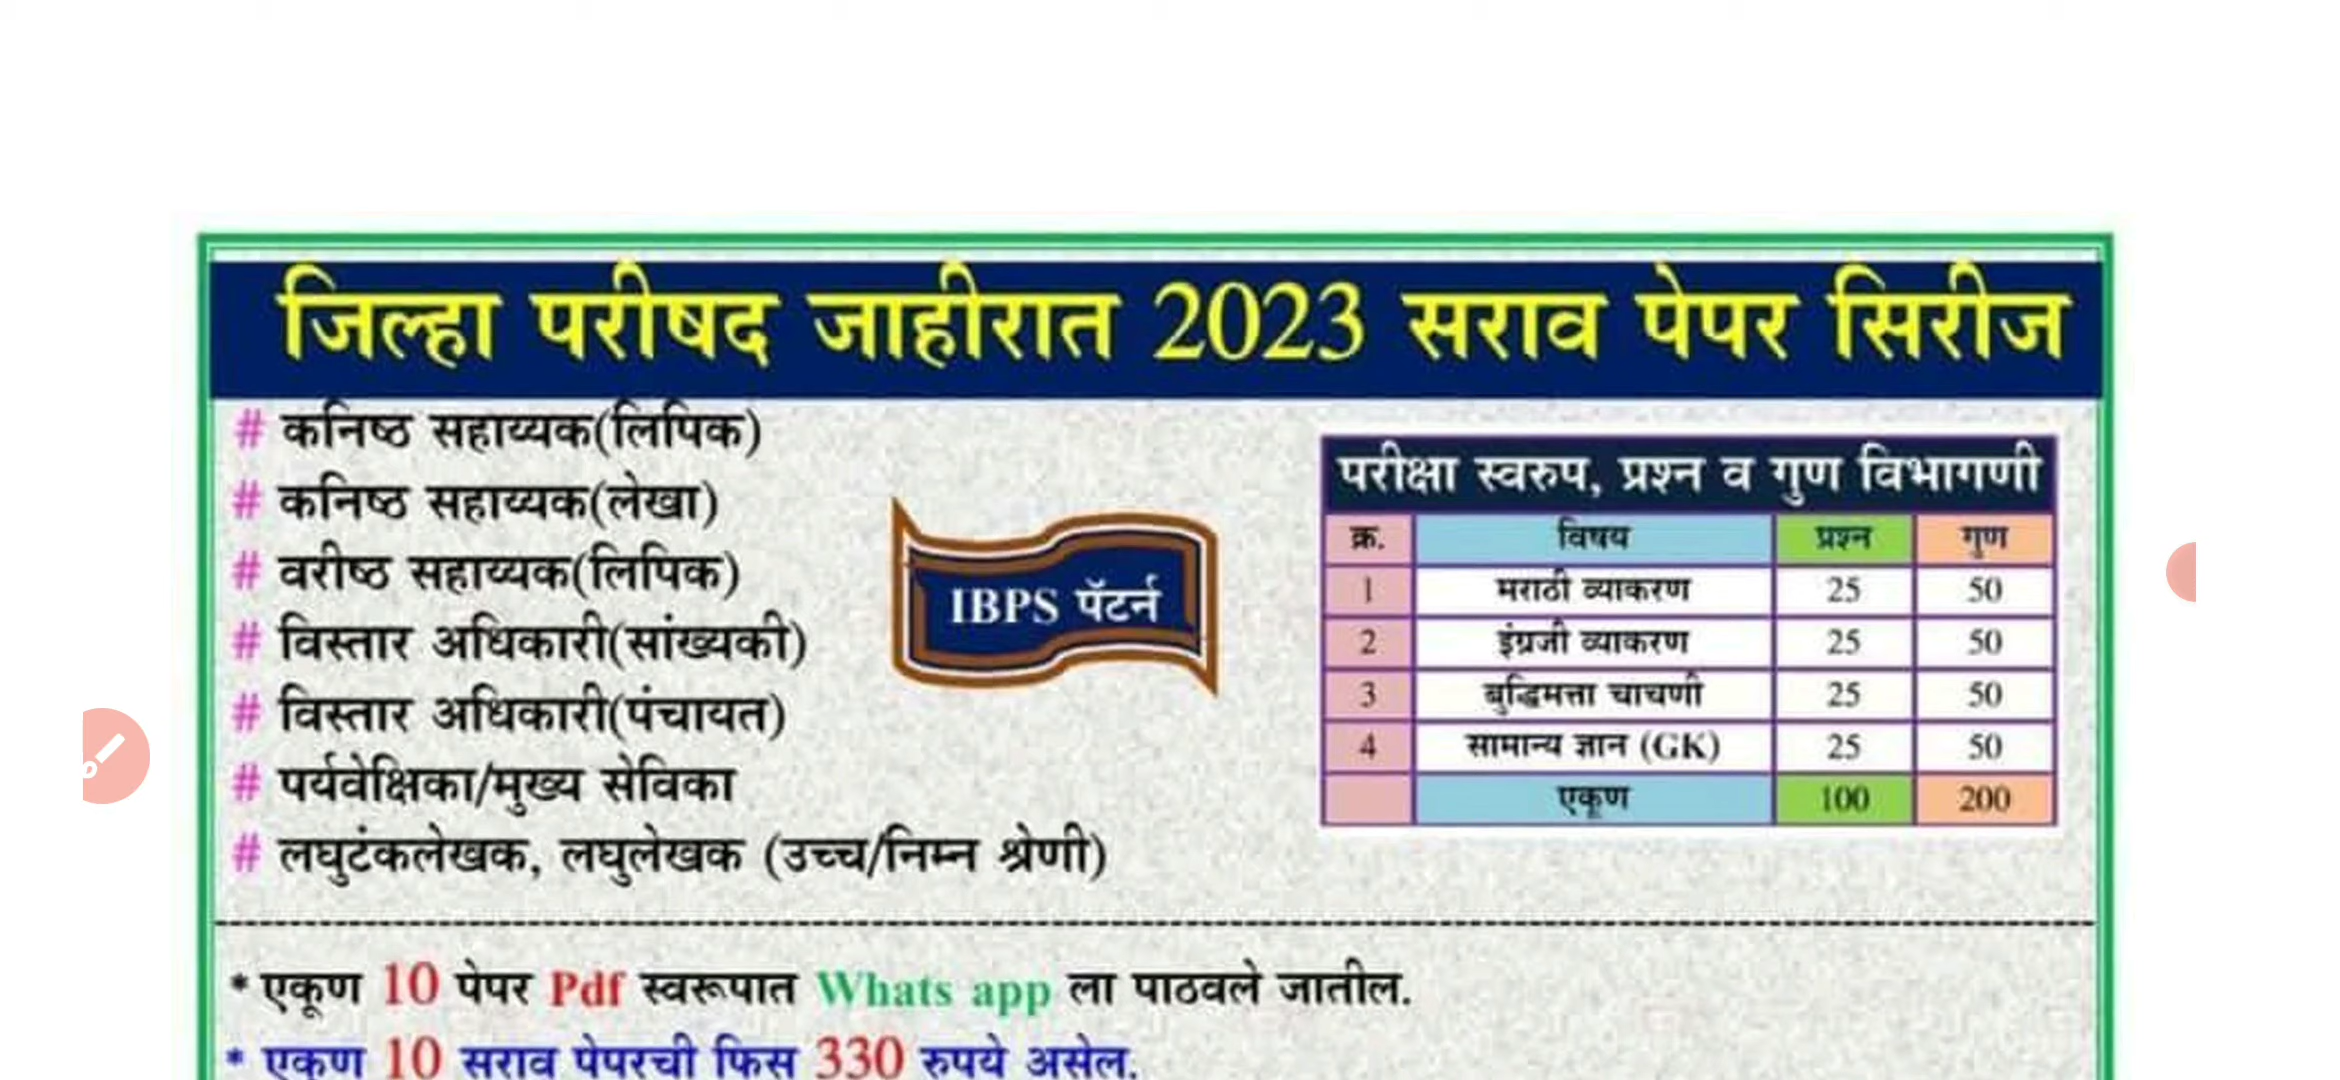 जिल्हा परीषद जाहीरात 2023 सराव पेपर सिरीज
# कनिष्ठ सहाय्यक(लिपिक)
# कनिष्ठ सहाय्यक(लेखा)
# वरीष्ठ सहाय्यक(लिपिक)
# विस्तार अधिकारी(सांख्यकी)
# विस्तार अधिकारी(पंचायत)
# पर्यवेक्षिका/मुख्य सेविका
# लघुटंकलेखक, लघुलेखक (उच्च/निम्न श्रेणी)
IBPS पॅटर्न
परीक्षा स्वरुप, प्रश्न व गुण विभागणी
क्र. विषय प्रश्न गुण
1 मराठी व्याकरण 25 50
2 इंग्रजी व्याकरण 25 50
3 बुद्धिमत्ता चाचणी 25 50
4 सामान्य ज्ञान (GK) 25 50
एकूण 100 200
* एकूण 10 पेपर Pdf स्वरूपात Whats app ला पाठवले जातील.
* एकूण 10 सराव पेपरची फिस 330 रुपये असेल.